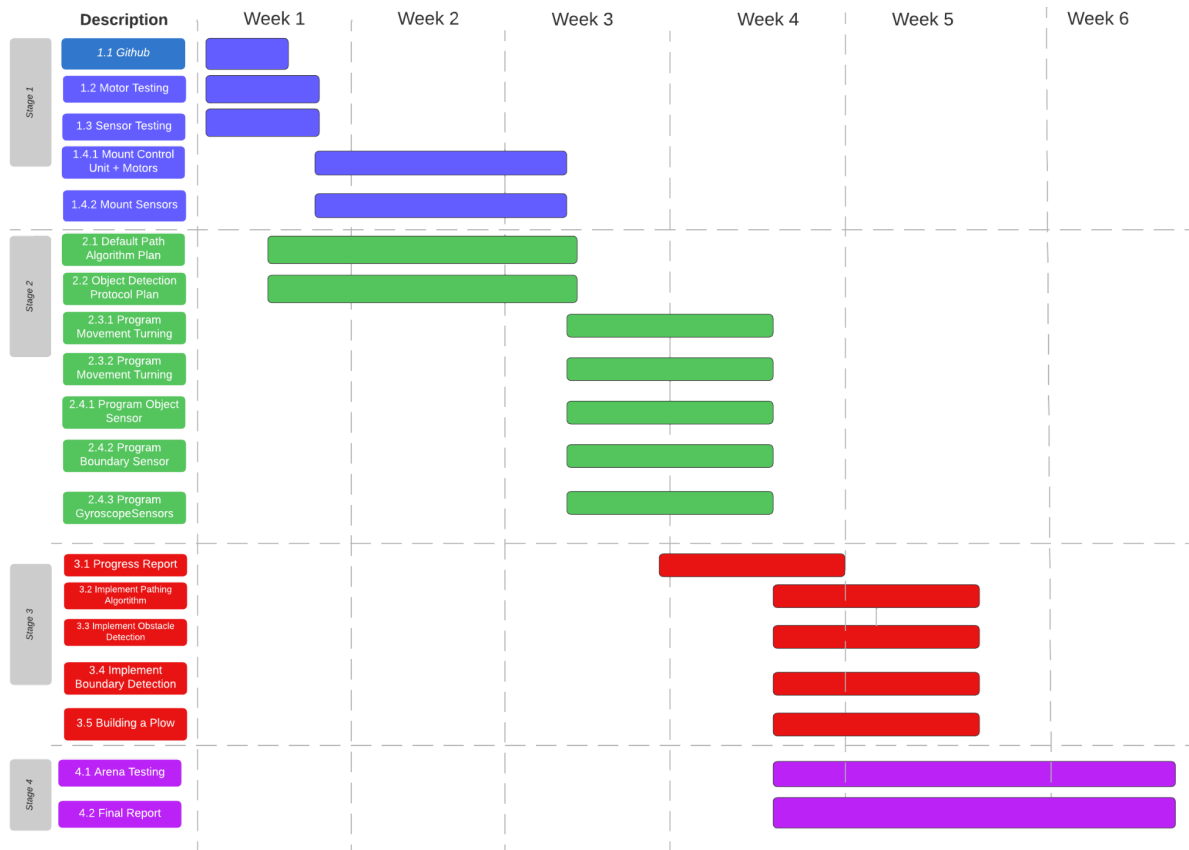 Description
Week 1
Week 2
Week 3
Week 4
Week 5
Week 6
Stage 1
1.1 Github
1.2 Motor Testing
1.3 Sensor Testing
1.4.1 Mount Control
Unit + Motors
1.4.2 Mount Sensors
Stage 2
2.1 Default Path
Algorithm Plan
2.2 Object Detection
Protocol Plan
2.3.1 Program
Movement Turning
2.3.2 Program
Movement Turning
2.4.1 Program Object
Sensor
2.4.2 Program
Boundary Sensor
2.4.3 Program
GyroscopeSensors
Stage 3
3.1 Progress Report
3.2 Implement Pathing
Algortithm
3.3 Implement Obstacle
Detection
3.4 Implement
Boundary Detection
3.5 Building a Plow
Stage 4
4.1 Arena Testing
4.2 Final Report